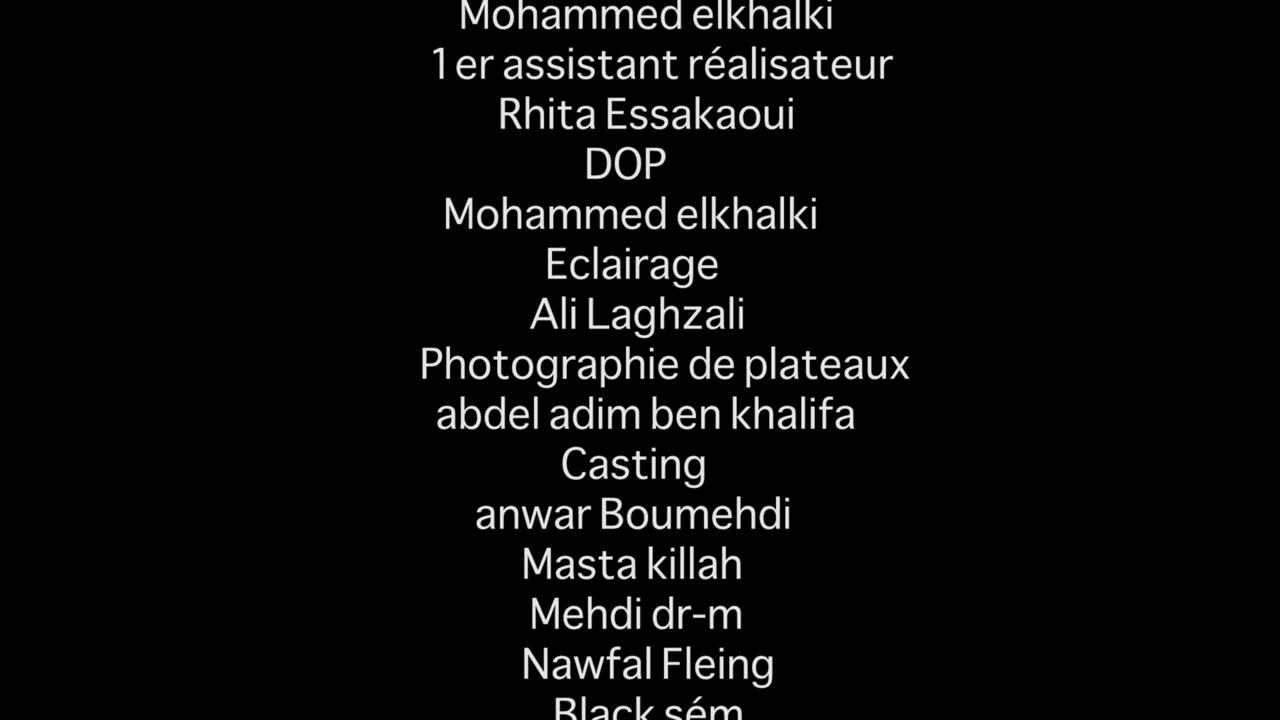 Mohammed elkhalki
1er assistant réalisateur
Rhita Essakaoui
DOP
Mohammed elkhalki
Eclairage
Ali Laghzali
Photographie de plateaux
abdel adim ben khalifa
Casting
anwar Boumehdi
Masta killah
Mehdi dr-m
Nawfal Fleing
Black sém